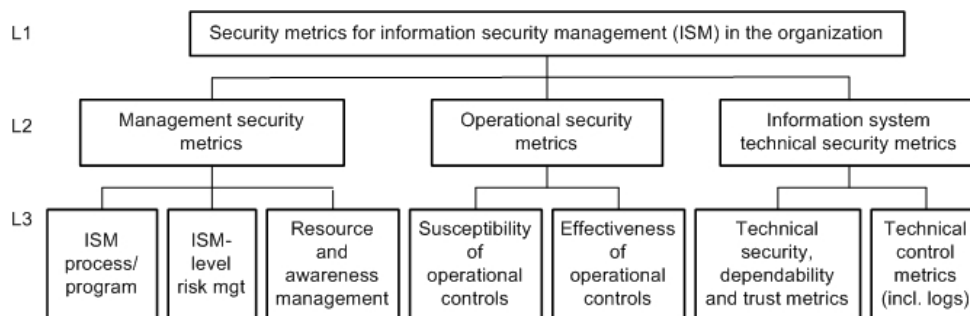 L1
Security metrics for information security management (ISM) in the organization
L2
Management security
metrics
Operational security
metrics
Information system
technical security metrics
L3
ISM
process/
program
ISM-
level
risk mgt
Resource
and
awareness
management
Susceptibility
of
operational
controls
Effectiveness
of
operational
controls
Technical
security,
dependability
and trust metrics
Technical
control
metrics
(incl. logs)